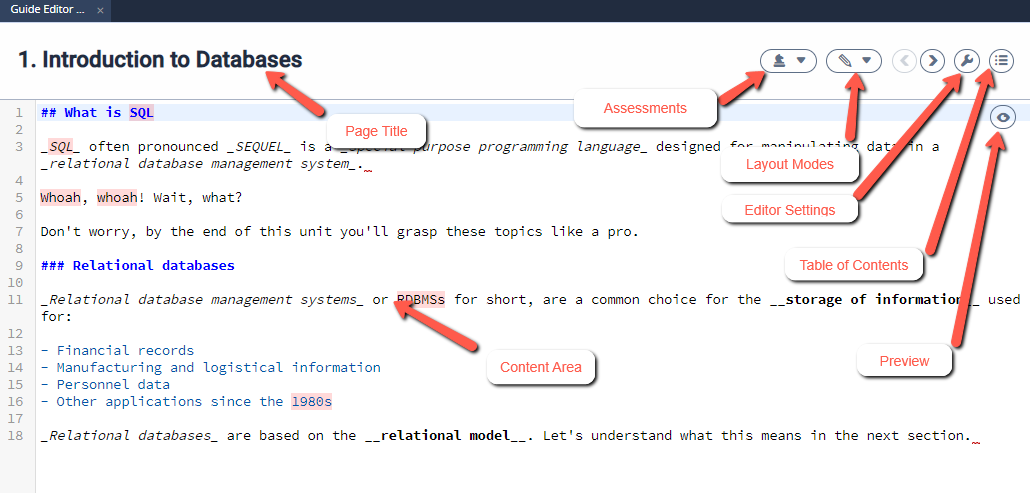 Guide Editor ... ×
1. Introduction to Databases
Assessments
Page Title
Layout Modes
Editor Settings
Table of Contents
Preview
Content Area
1 ## What is SQL
2
3 _SQL_ often pronounced _SEQUEL_ is a _special purpose programming language_ designed for manipulating data in a
_relational database management system_.
4
5 Whoah, whoah! Wait, what?
6
7 Don't worry, by the end of this unit you'll grasp these topics like a pro.
8
9 ### Relational databases
10
11 _Relational database management systems_ or RDBMSs for short, are a common choice for the __storage of information__ used
for:
12
13 - Financial records
14 - Manufacturing and logistical information
15 - Personnel data
16 - Other applications since the 1980s
17
18 _Relational databases_ are based on the __relational model__. Let's understand what this means in the next section.